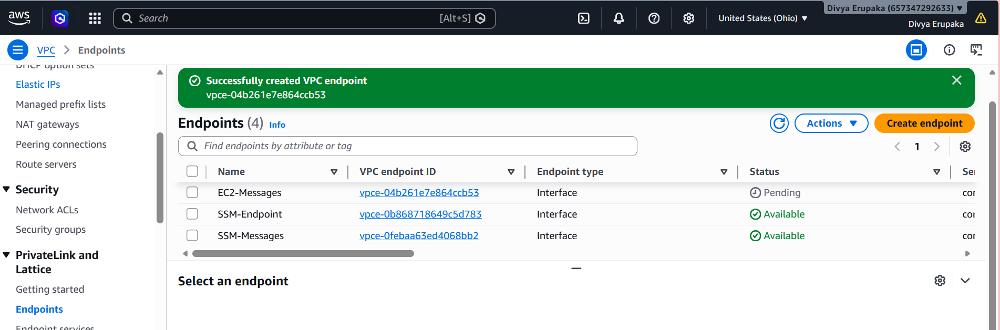 aws
Search
[Alt+S]
United States (Ohio)
Divya Erupaka (657347292633)
Divya Erupaka
VPC
Endpoints
DHCP option sets
Elastic IPs
Managed prefix lists
NAT gateways
Peering connections
Route servers
Security
Network ACLs
Security groups
PrivateLink and
Lattice
Getting started
Endpoints
Endpoint services
Successfully created VPC endpoint
vpce-04b261e7e864ccb53
Endpoints (4) Info
Actions
Create endpoint
Find endpoints by attribute or tag
1
Name VPC endpoint ID Endpoint type Status Ser
EC2-Messages vpce-04b261e7e864ccb53 Interface Pending cor
SSM-Endpoint vpce-0b868718649c5d783 Interface Available cor
SSM-Messages vpce-0febaa63ed4068bb2 Interface Available cor
Select an endpoint